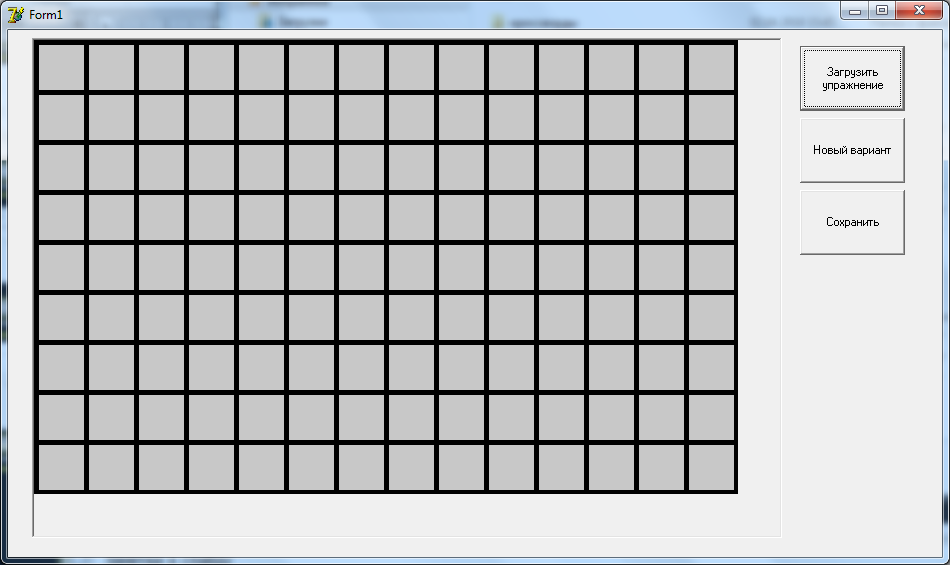 Form1
Загрузить
упражнение
Новый вариант
Сохранить